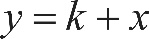 y = k + x